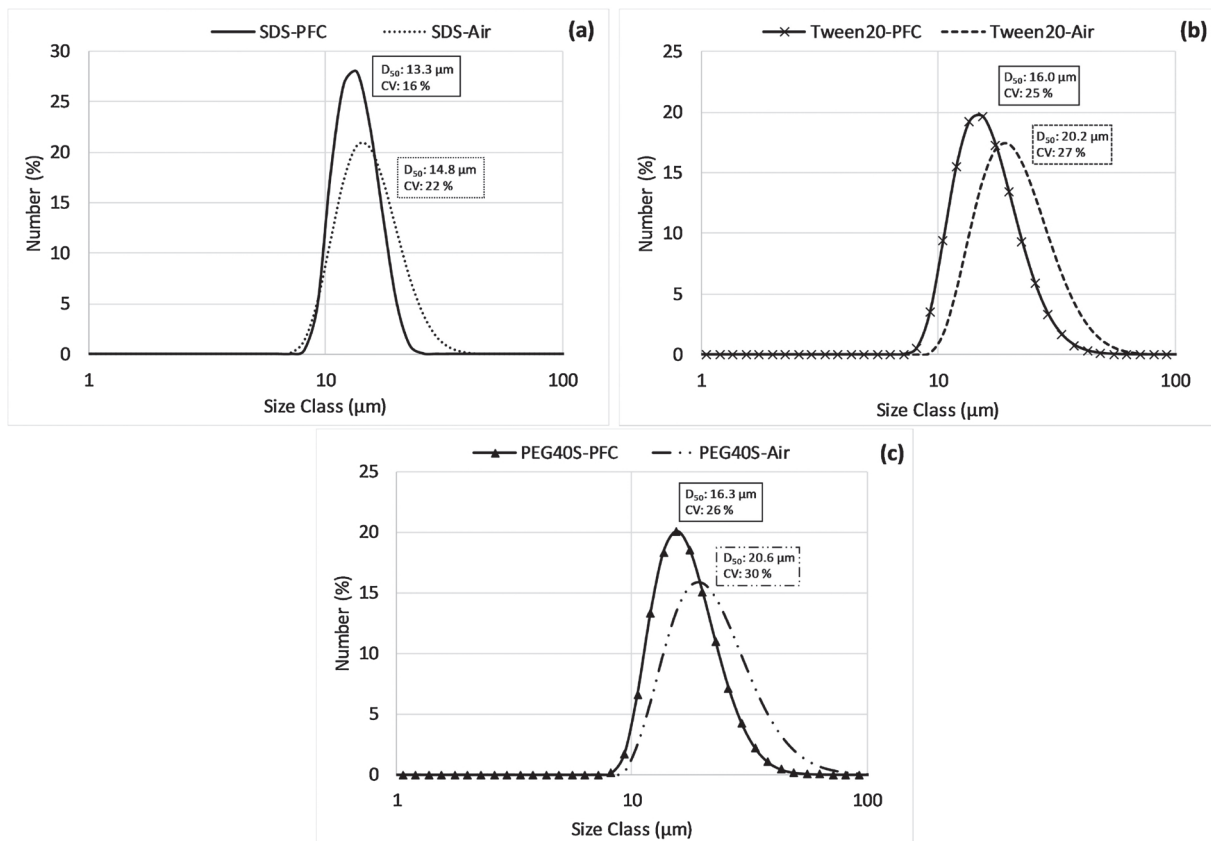 SDS-PFC SDS-Air (a)
30
25
20
15
10
5
0
Number (%)
D₅₀: 13.3 µm
CV: 16 %
D₅₀: 14.8 µm
CV: 22 %
1 10 100
Size Class (µm)
Tween20-PFC Tween20-Air (b)
25
20
15
10
5
0
Number (%)
D₅₀: 16.0 µm
CV: 25 %
D₅₀: 20.2 µm
CV: 27 %
1 10 100
Size Class (µm)
PEG40S-PFC PEG40S-Air (c)
25
20
15
10
5
0
Number (%)
D₅₀: 16.3 µm
CV: 26 %
D₅₀: 20.6 µm
CV: 30 %
1 10 100
Size Class (µm)